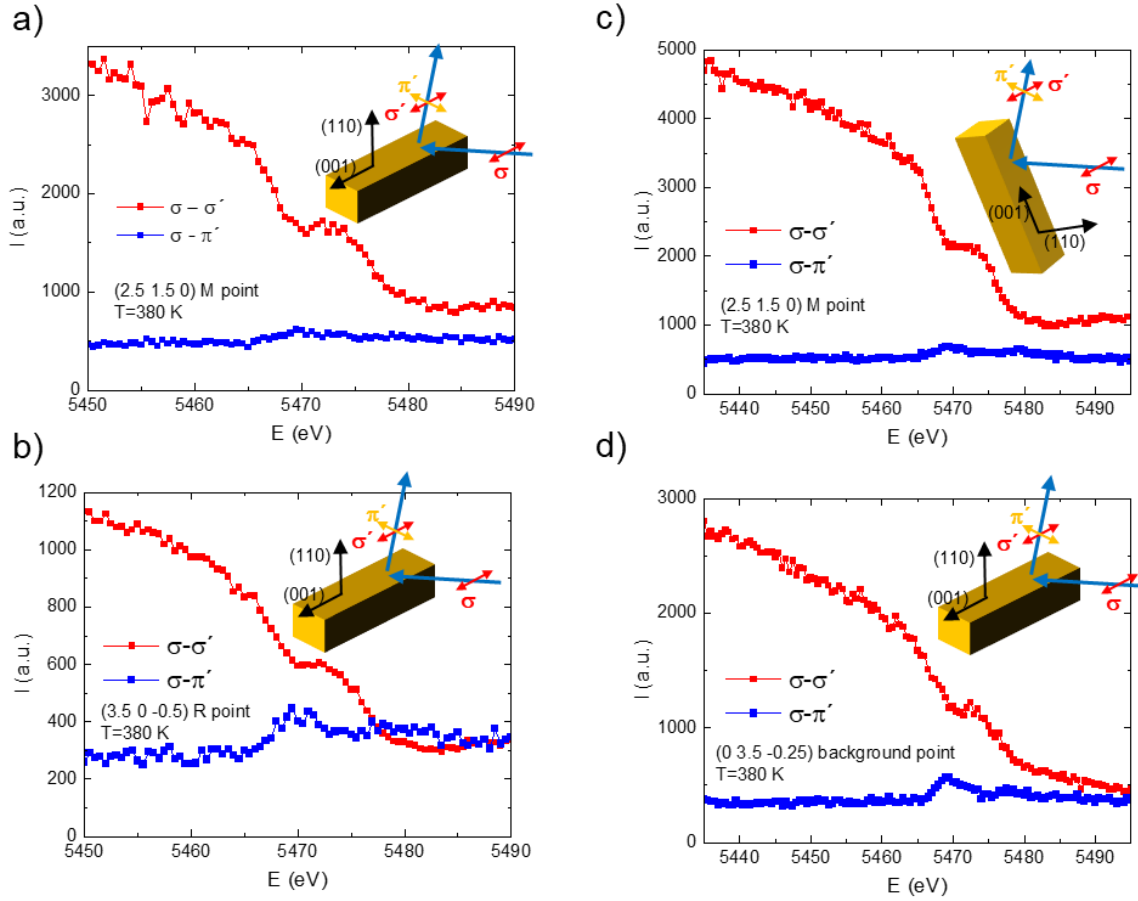 a)
3000
2000
1000
0
I (a.u.)
5450 5460 5470 5480 5490
E (eV)
σ – σ´
σ - π´
(2.5 1.5 0) M point
T=380 K
(110)
(001)
π´
σ´
σ
c)
5000
4000
3000
2000
1000
0
I (a.u.)
5440 5450 5460 5470 5480 5490
E (eV)
σ-σ´
σ-π´
(2.5 1.5 0) M point
T=380 K
(001)
(110)
π´
σ´
σ
b)
1200
1000
800
600
400
200
0
I (a.u.)
5450 5460 5470 5480 5490
E (eV)
σ-σ´
σ-π´
(3.5 0 -0.5) R point
T=380 K
(110)
(001)
π´
σ´
σ
d)
3000
2000
1000
0
I (a.u.)
5440 5450 5460 5470 5480 5490
E (eV)
σ-σ´
σ-π´
(0 3.5 -0.25) background point
T=380 K
(110)
(001)
π´
σ´
σ